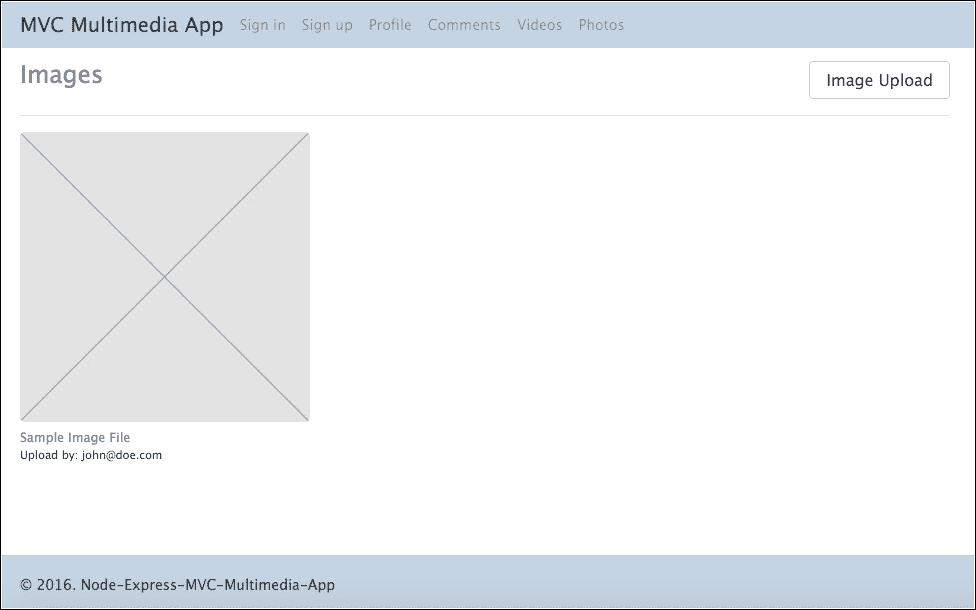 MVC Multimedia App Sign in Sign up Profile Comments Videos Photos
Images
Image Upload
Sample Image File
Upload by: john@doe.com
© 2016. Node-Express-MVC-Multimedia-App